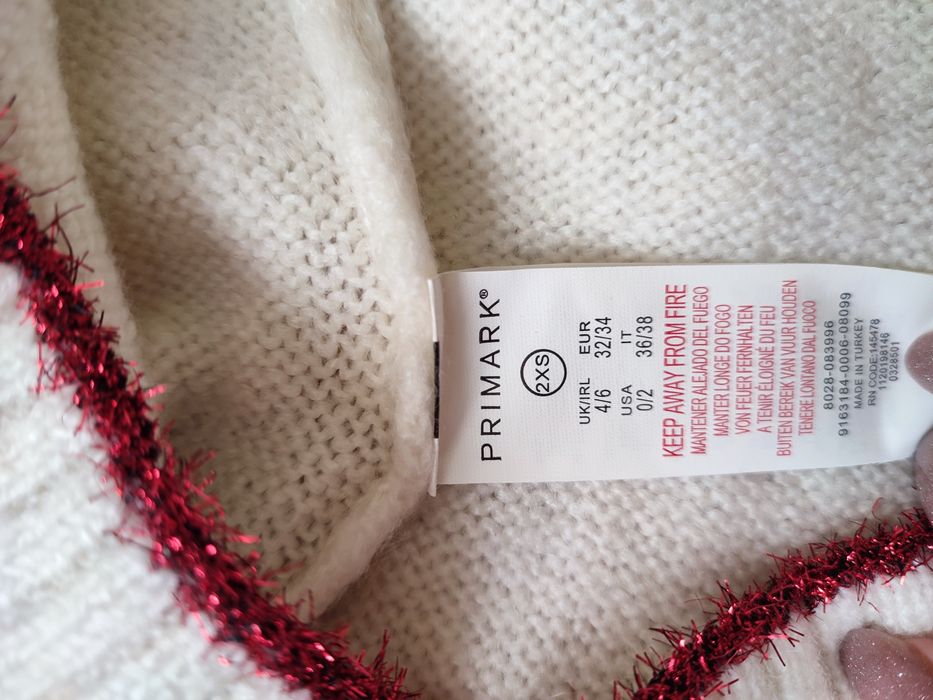 PRIMARK®
2XS
UK/IRL EUR
4/6 32/34
USA IT
0/2 36/38
KEEP AWAY FROM FIRE
MANTENER ALEJADO DEL FUEGO
MANTER LONGE DO FOGO
VON FEUER FERNHALTEN
A TENIR ÉLOIGNÉ DU FEU
BUITEN BEREIK VAN VUUR HOUDEN
TENERE LONTANO DAL FUOCO
8028-083996
9163184-0006-08099
MADE IN TURKEY
RN CODE:145478
1120198146
0328501